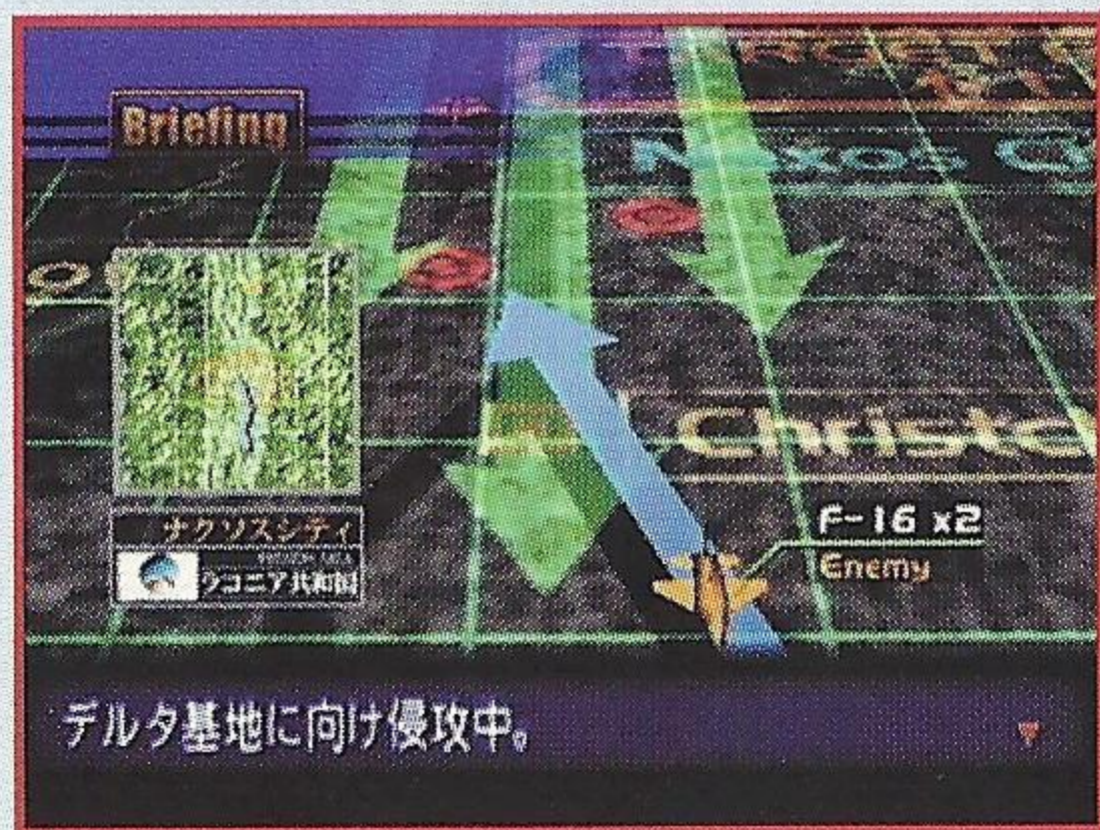 Briefing
Naxos
Christo
ナクソスシティ
ラコニア共和国
F-16 x2
Enemy
デルタ基地に向け侵攻中。